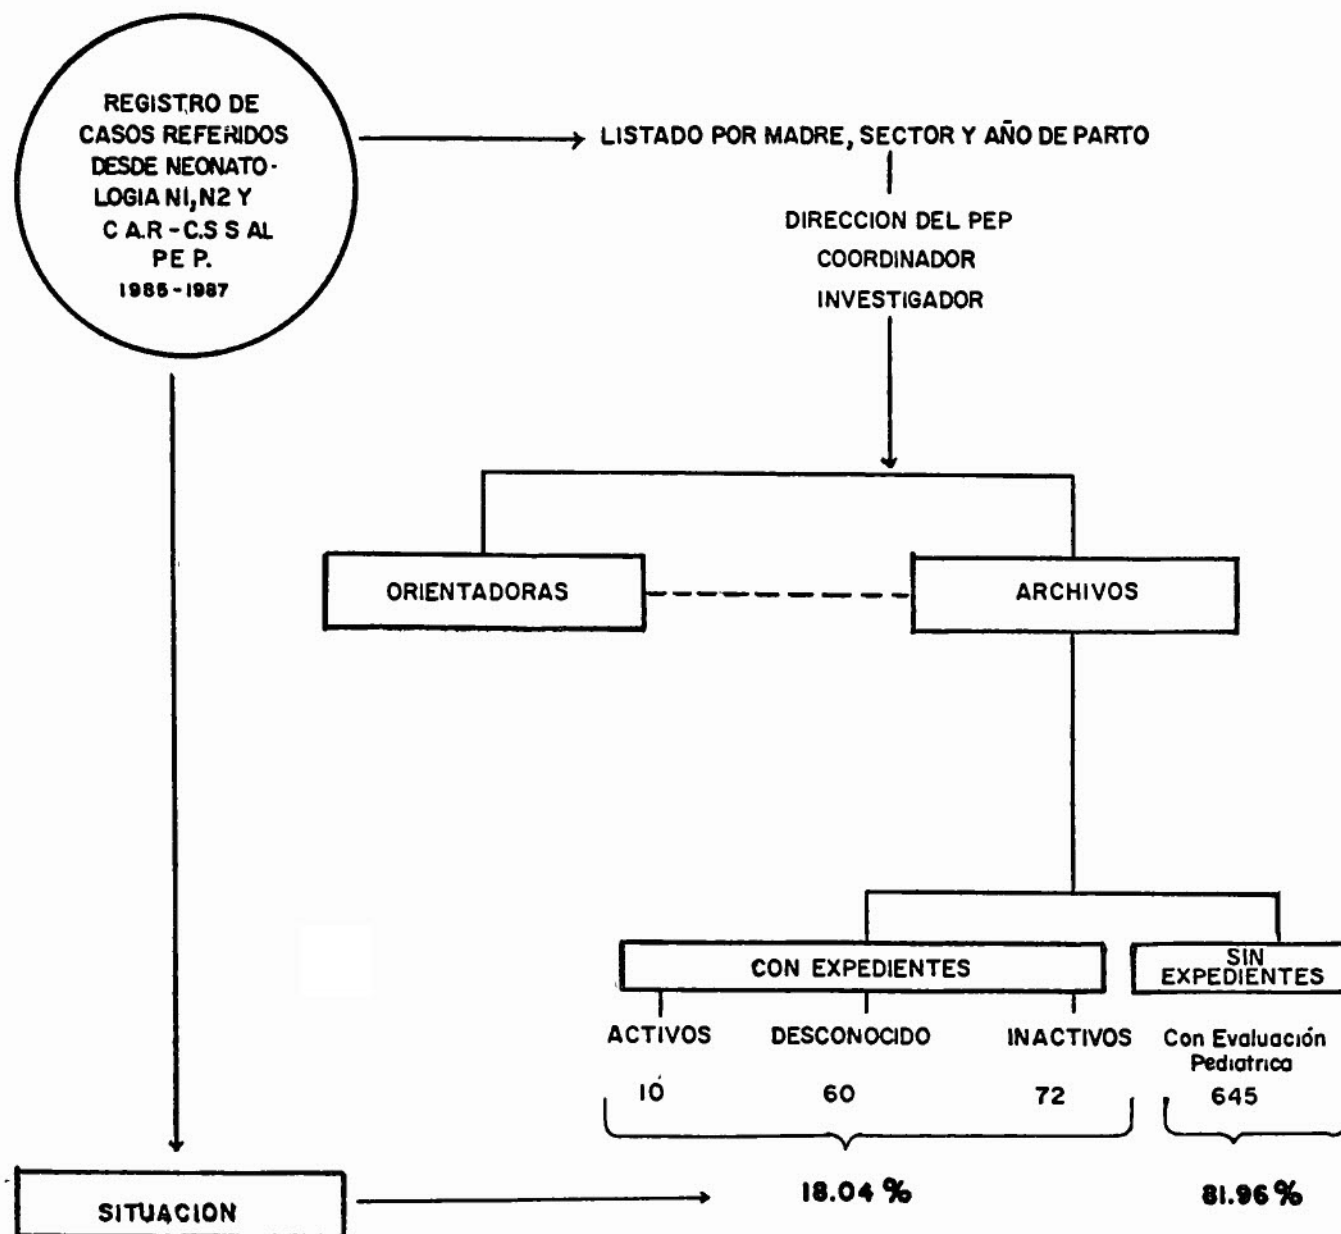 REGISTRO DE
CASOS REFERIDOS
DESDE NEONATO-
LOGIA N1, N2 Y
C A.R - C.S S AL
PE P.
1985-1987
LISTADO POR MADRE, SECTOR Y AÑO DE PARTO
DIRECCION DEL PEP
COORDINADOR
INVESTIGADOR
ORIENTADORAS
ARCHIVOS
CON EXPEDIENTES
SIN
EXPEDIENTES
ACTIVOS
DESCONOCIDO
INACTIVOS
Con Evaluación
Pediatrica
10
60
72
645
SITUACION
18.04 %
81.96 %